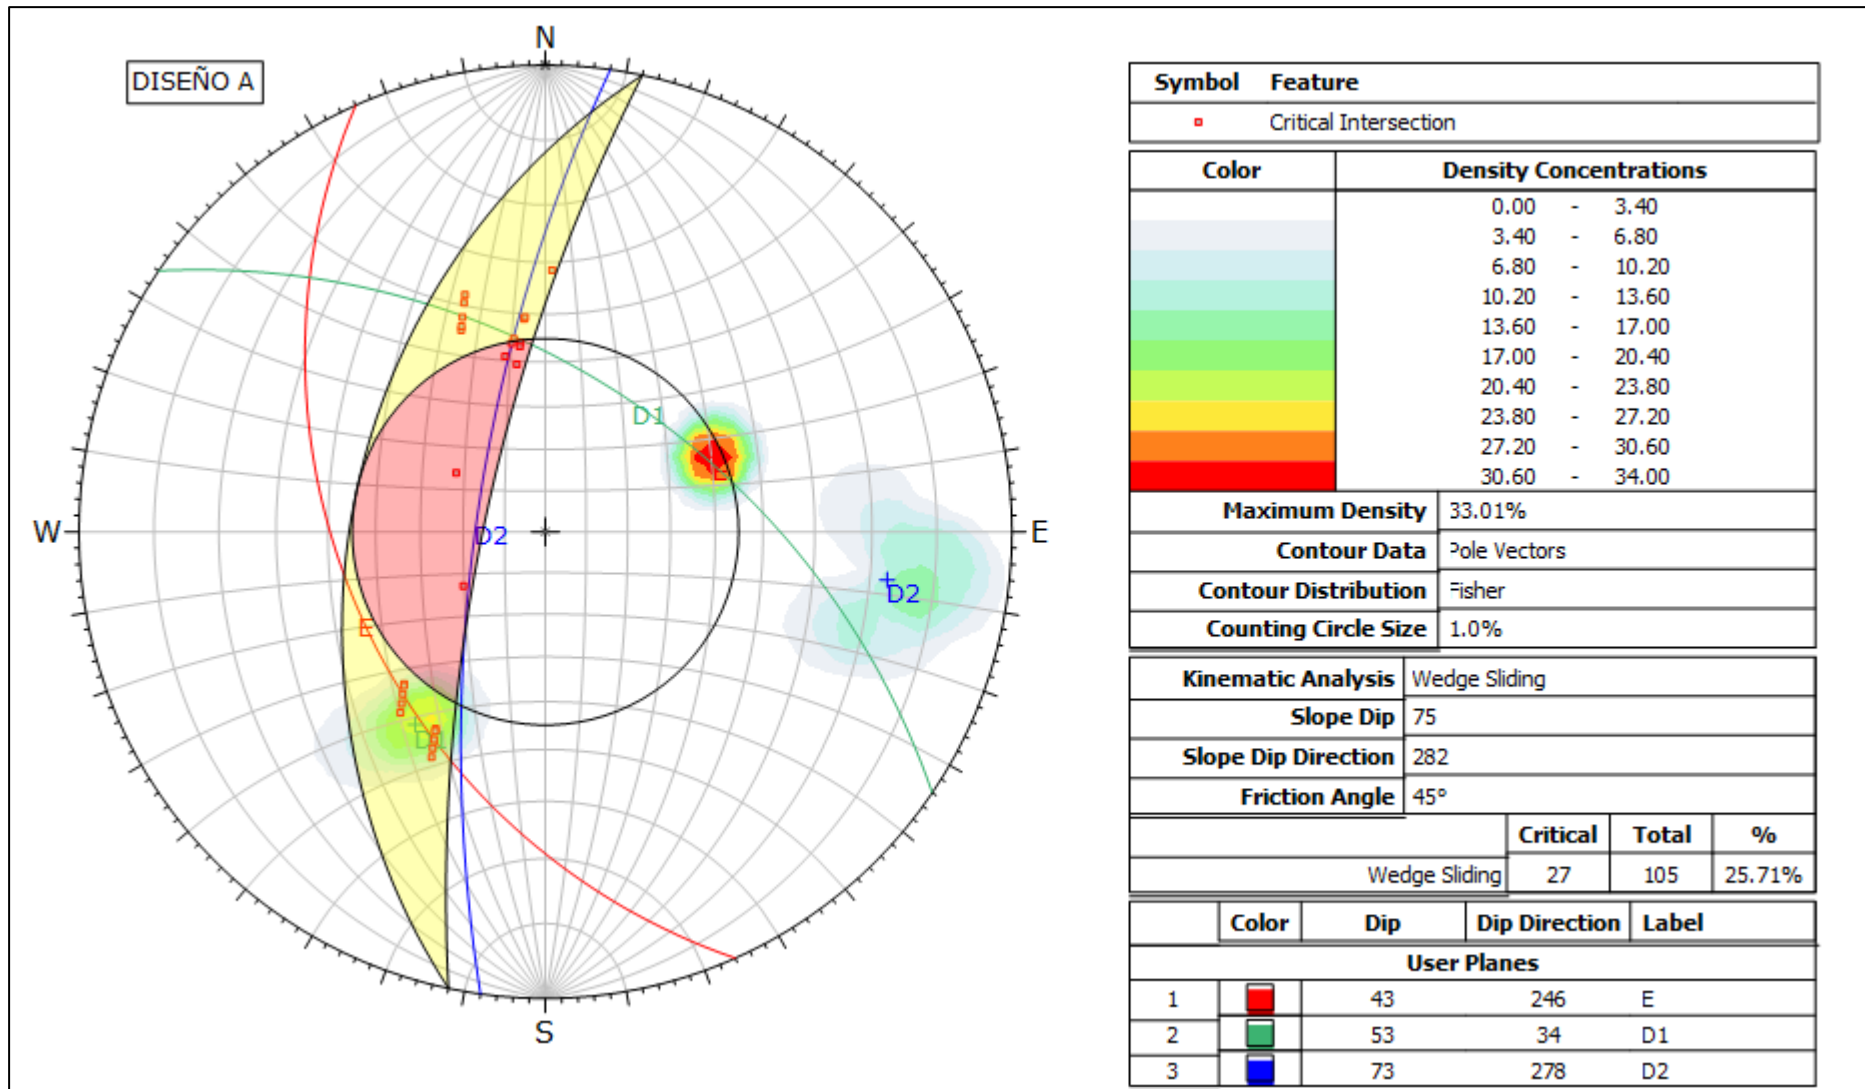 DISEÑO A
N
W
E
S
D1
D2
E
E
D2
D1
Symbol Feature
Critical Intersection
Color Density Concentrations
0.00 - 3.40
3.40 - 6.80
6.80 - 10.20
10.20 - 13.60
13.60 - 17.00
17.00 - 20.40
20.40 - 23.80
23.80 - 27.20
27.20 - 30.60
30.60 - 34.00
Maximum Density 33.01%
Contour Data Pole Vectors
Contour Distribution Fisher
Counting Circle Size 1.0%
Kinematic Analysis Wedge Sliding
Slope Dip 75
Slope Dip Direction 282
Friction Angle 45°
Critical Total %
Wedge Sliding 27 105 25.71%
Color Dip Dip Direction Label
User Planes
1 43 246 E
2 53 34 D1
3 73 278 D2